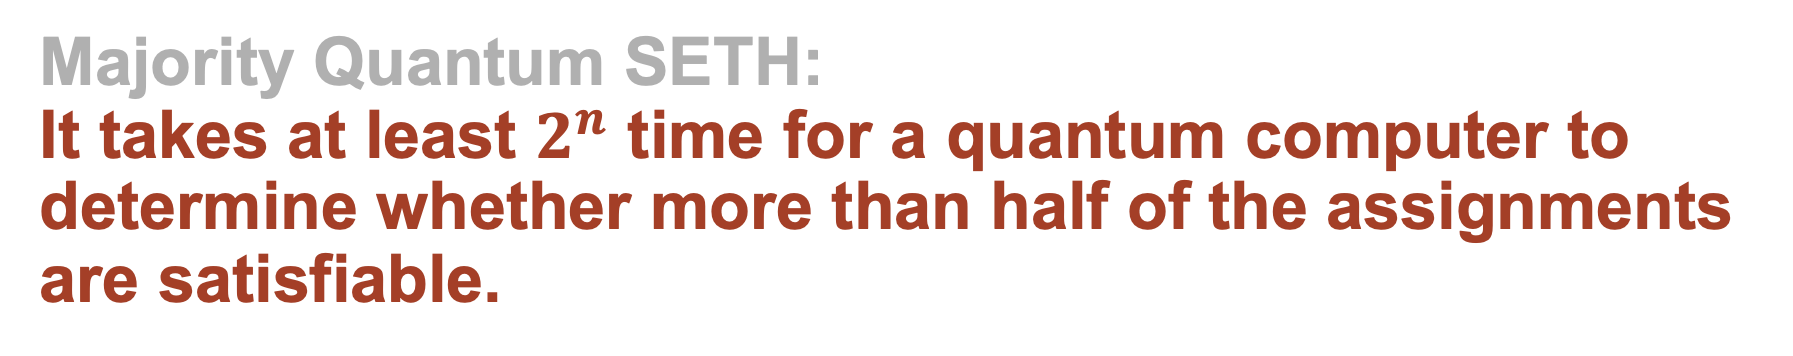 Majority Quantum SETH:
It takes at least 2ⁿ time for a quantum computer to
determine whether more than half of the assignments
are satisfiable.